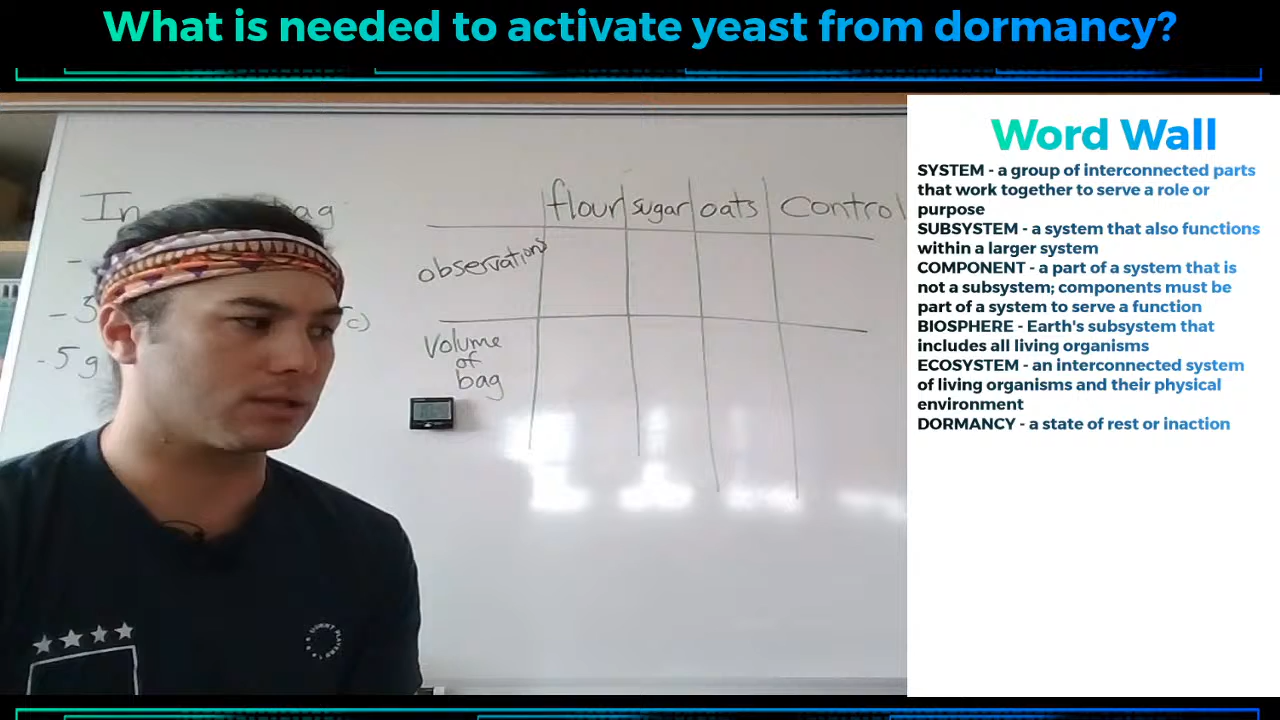 What is needed to activate yeast from dormancy?
In bag
flour sugar oats Control
observations
Volume
of
bag
- 5 g
Word Wall
SYSTEM - a group of interconnected parts
that work together to serve a role or
purpose
SUBSYSTEM - a system that also functions
within a larger system
COMPONENT - a part of a system that is
not a subsystem; components must be
part of a system to serve a function
BIOSPHERE - Earth's subsystem that
includes all living organisms
ECOSYSTEM - an interconnected system
of living organisms and their physical
environment
DORMANCY - a state of rest or inaction